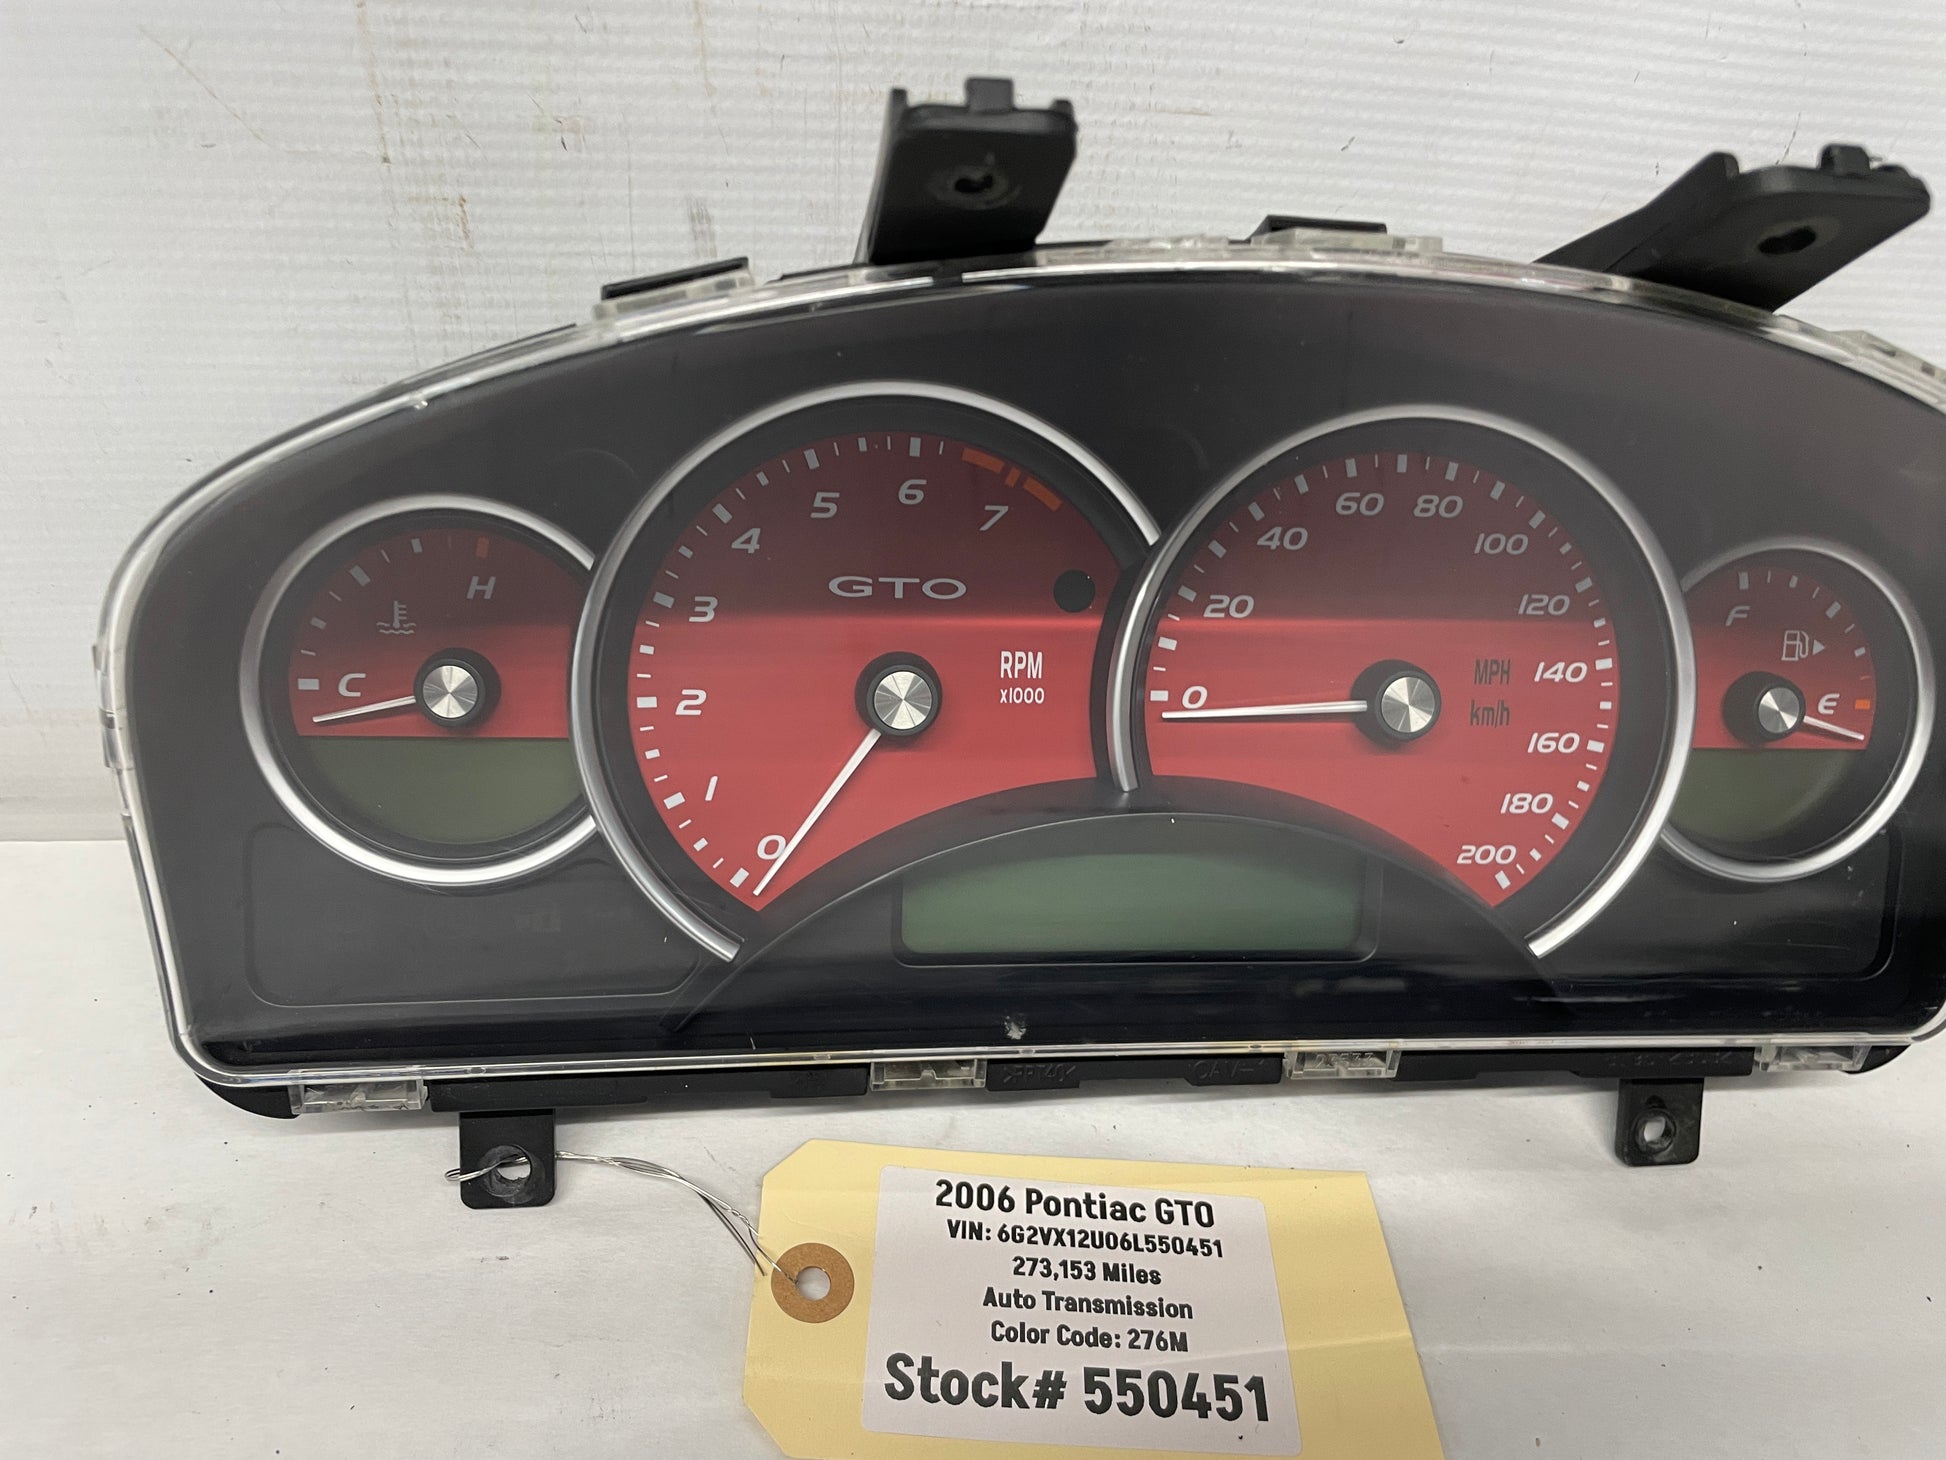 H
C
GTO
0
1
2
3
4
5
6
7
RPM
x1000
0
20
40
60
80
100
120
140
160
180
200
MPH
km/h
F
E
>PPT40<
2006 Pontiac GTO
VIN: 6G2VX12U06L550451
273,153 Miles
Auto Transmission
Color Code: 276M
Stock# 550451